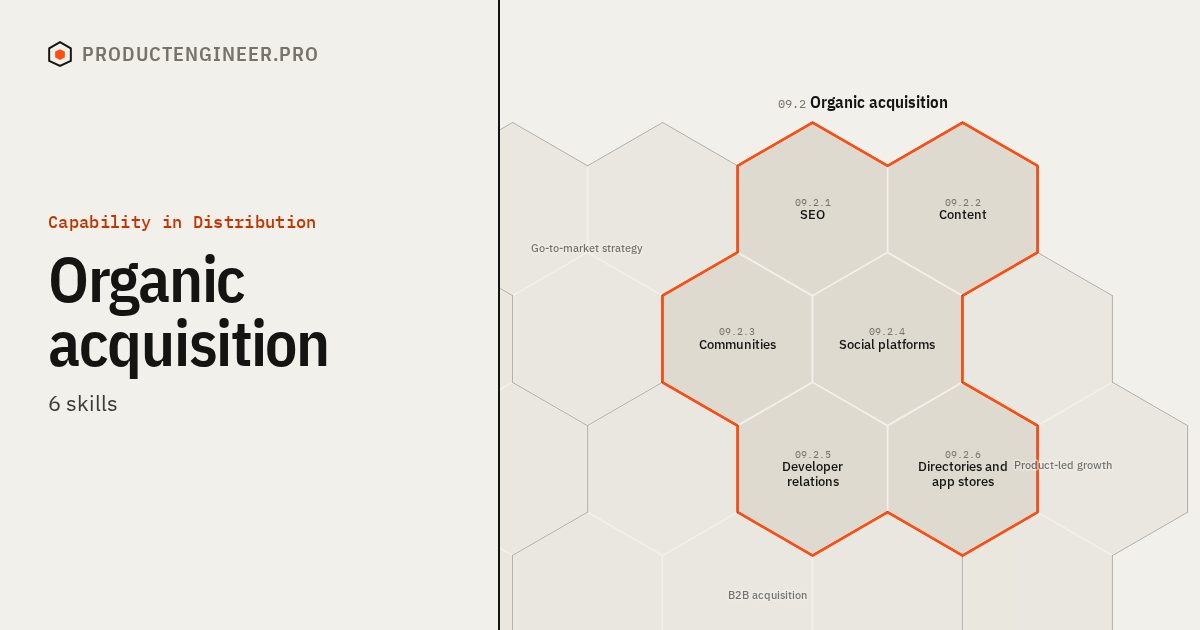 PRODUCTENGINEER.PRO
Capability in Distribution
Organic
acquisition
6 skills
09.2 Organic acquisition
09.2.1
SEO
09.2.2
Content
Go-to-market strategy
09.2.3
Communities
09.2.4
Social platforms
09.2.5
Developer
relations
09.2.6
Directories and
app stores
Product-led growth
B2B acquisition